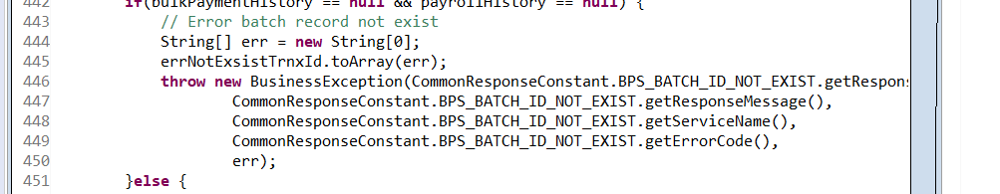 442 if(bulkPaymentHistory == null && payrollHistory == null) {
443 // Error batch record not exist
444 String[] err = new String[0];
445 errNotExsistTrnxId.toArray(err);
446 throw new BusinessException(CommonResponseConstant.BPS_BATCH_ID_NOT_EXIST.getRespons
447 CommonResponseConstant.BPS_BATCH_ID_NOT_EXIST.getResponseMessage(),
448 CommonResponseConstant.BPS_BATCH_ID_NOT_EXIST.getServiceName(),
449 CommonResponseConstant.BPS_BATCH_ID_NOT_EXIST.getErrorCode(),
450 err);
451 }else {